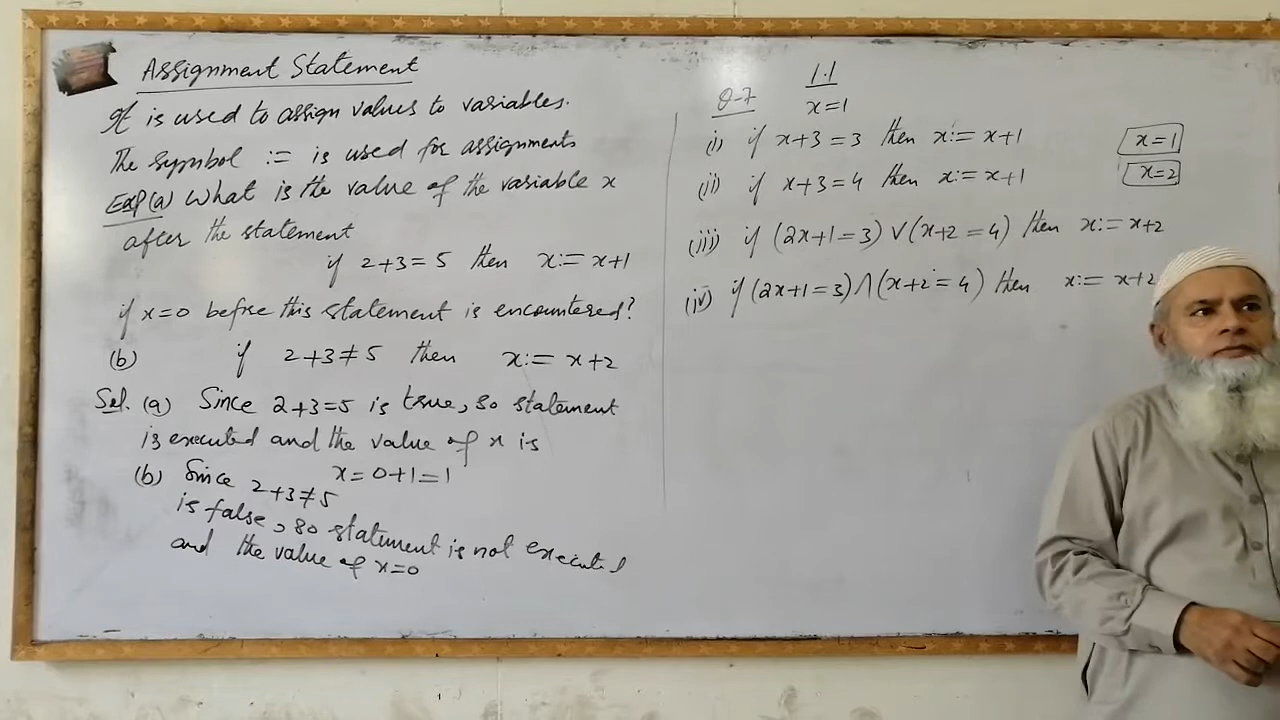 Assignment Statement
It is used to assign values to variables.
The symbol := is used for assignments
Exp(a) What is the value of the variable x
after the statement
if 2+3=5 then x:= x+1
if x=0 before this statement is encountered?
(b) if 2+3≠5 then x:= x+2
Sol. (a) Since 2+3=5 is true, so statement
is executed and the value of x is
x=0+1=1
(b) Since 2+3≠5
is false, so statement is not executed
and the value of x=0
1.1
Q-7 x=1
(i) if x+3=3 then x:= x+1 x=1
(ii) if x+3=4 then x:= x+1 x=2
(iii) if (2x+1=3) ∨ (x+2=4) then x:= x+2
(iv) if (2x+1=3) ∧ (x+2=4) then x:= x+2